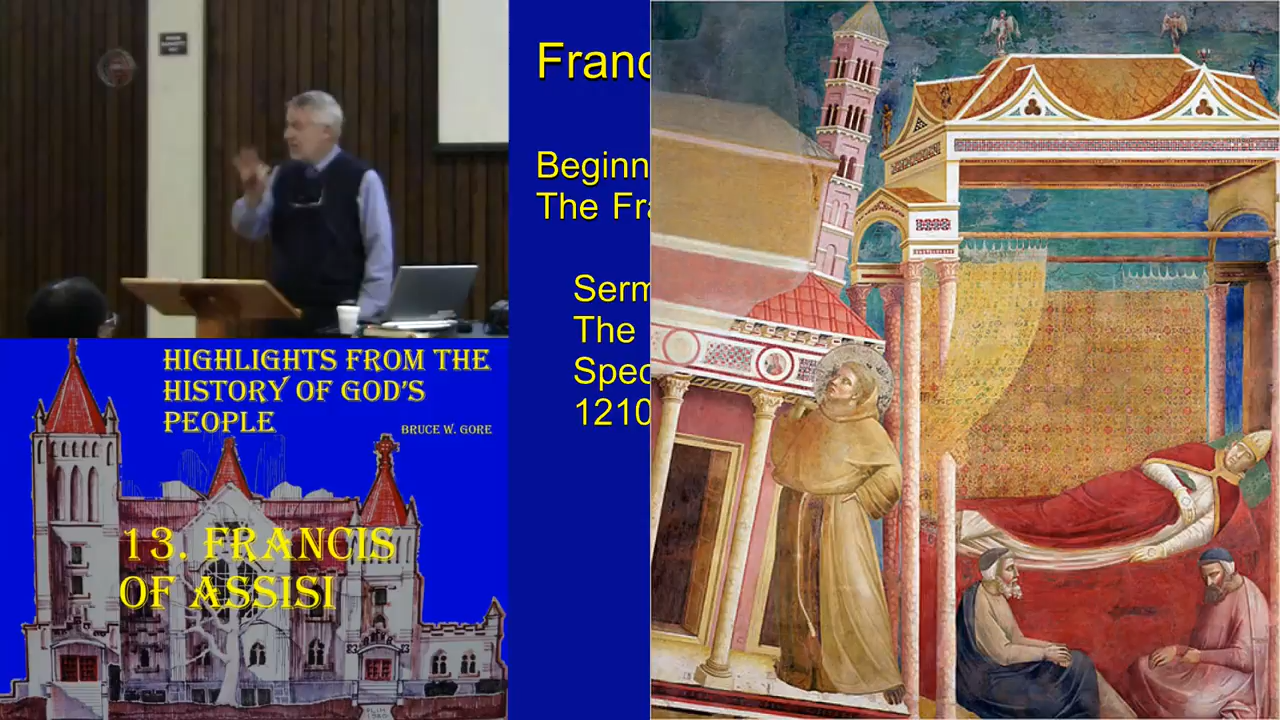 HIGHLIGHTS FROM THE
HISTORY OF GOD'S
PEOPLE
BRUCE W. GORE
13. FRANCIS
OF ASSISI
Franc
Beginn
The Fra
Serm
The
Spec
1210